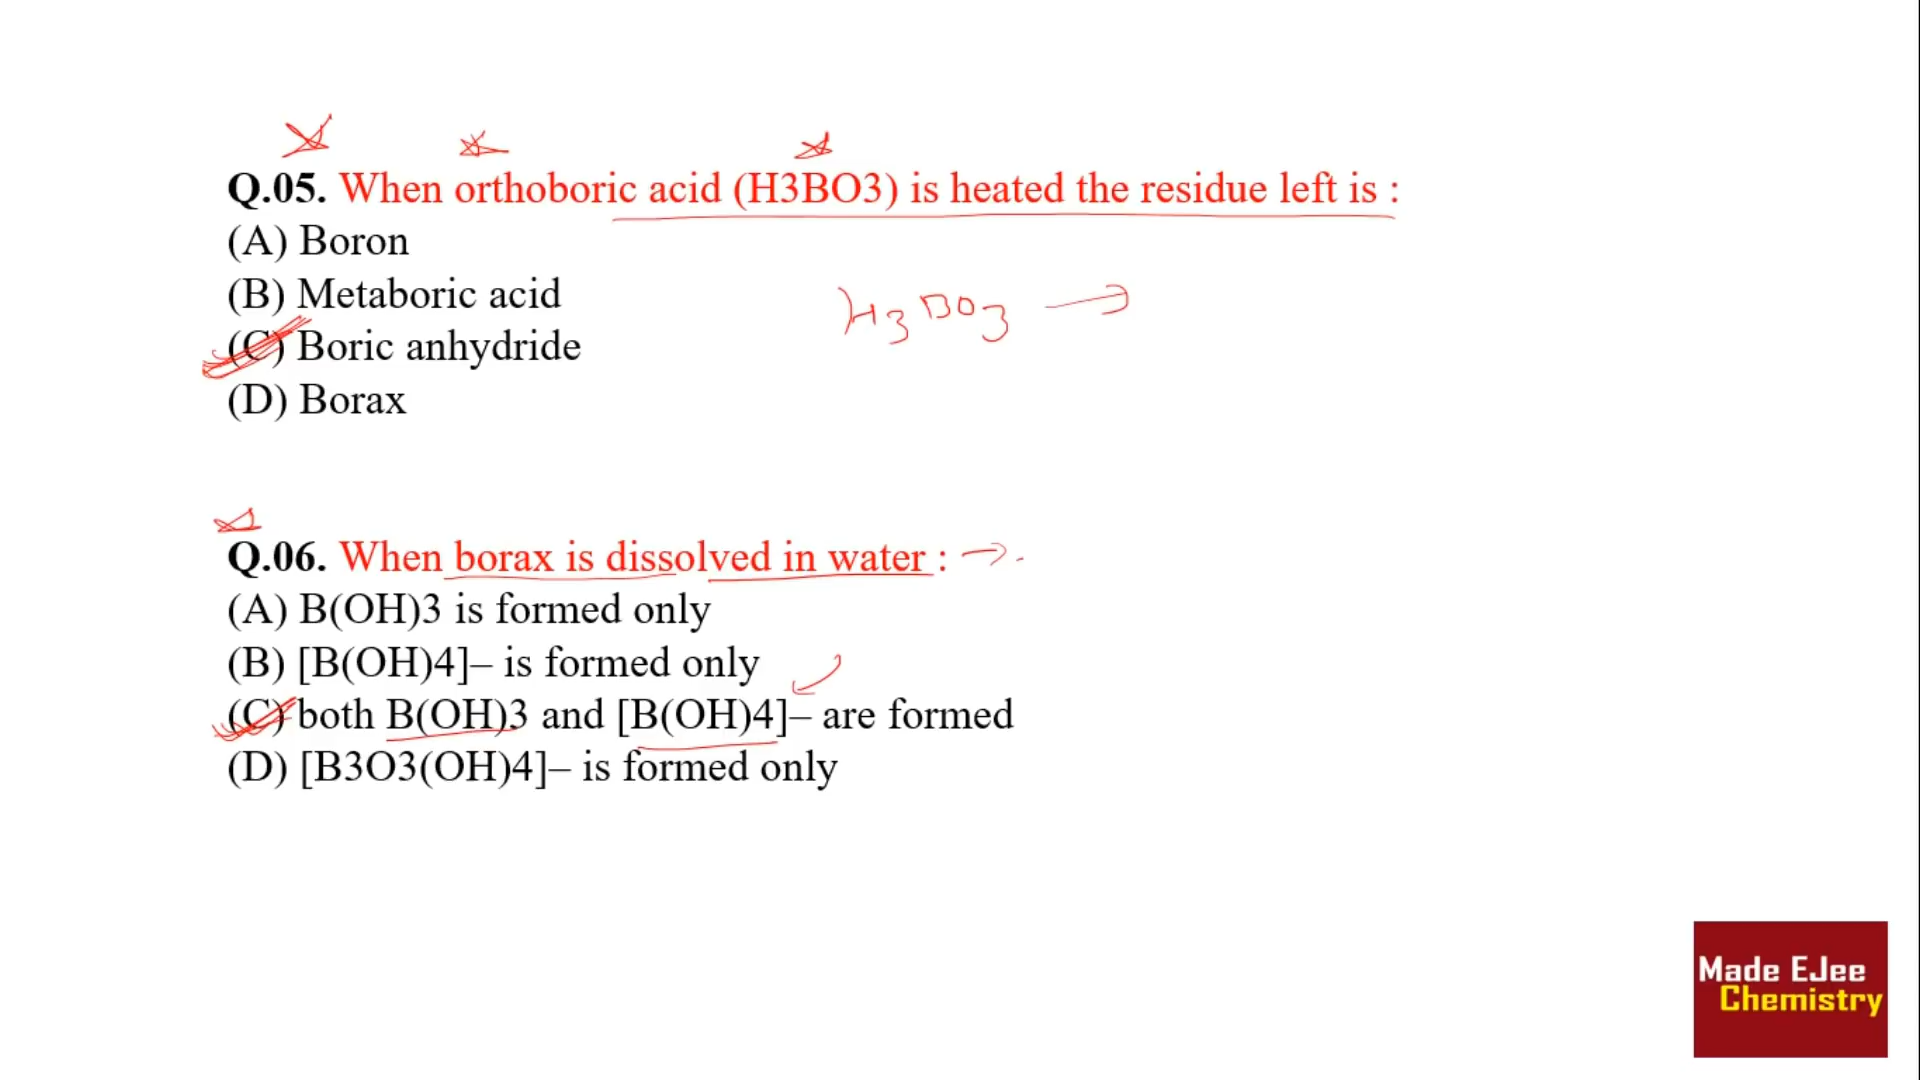 Q.05. When orthoboric acid (H3BO3) is heated the residue left is :
(A) Boron
(B) Metaboric acid
(C) Boric anhydride
(D) Borax
H3BO3 →
Q.06. When borax is dissolved in water : →
(A) B(OH)3 is formed only
(B) [B(OH)4]– is formed only
(C) both B(OH)3 and [B(OH)4]– are formed
(D) [B3O3(OH)4]– is formed only
Made EJee
Chemistry